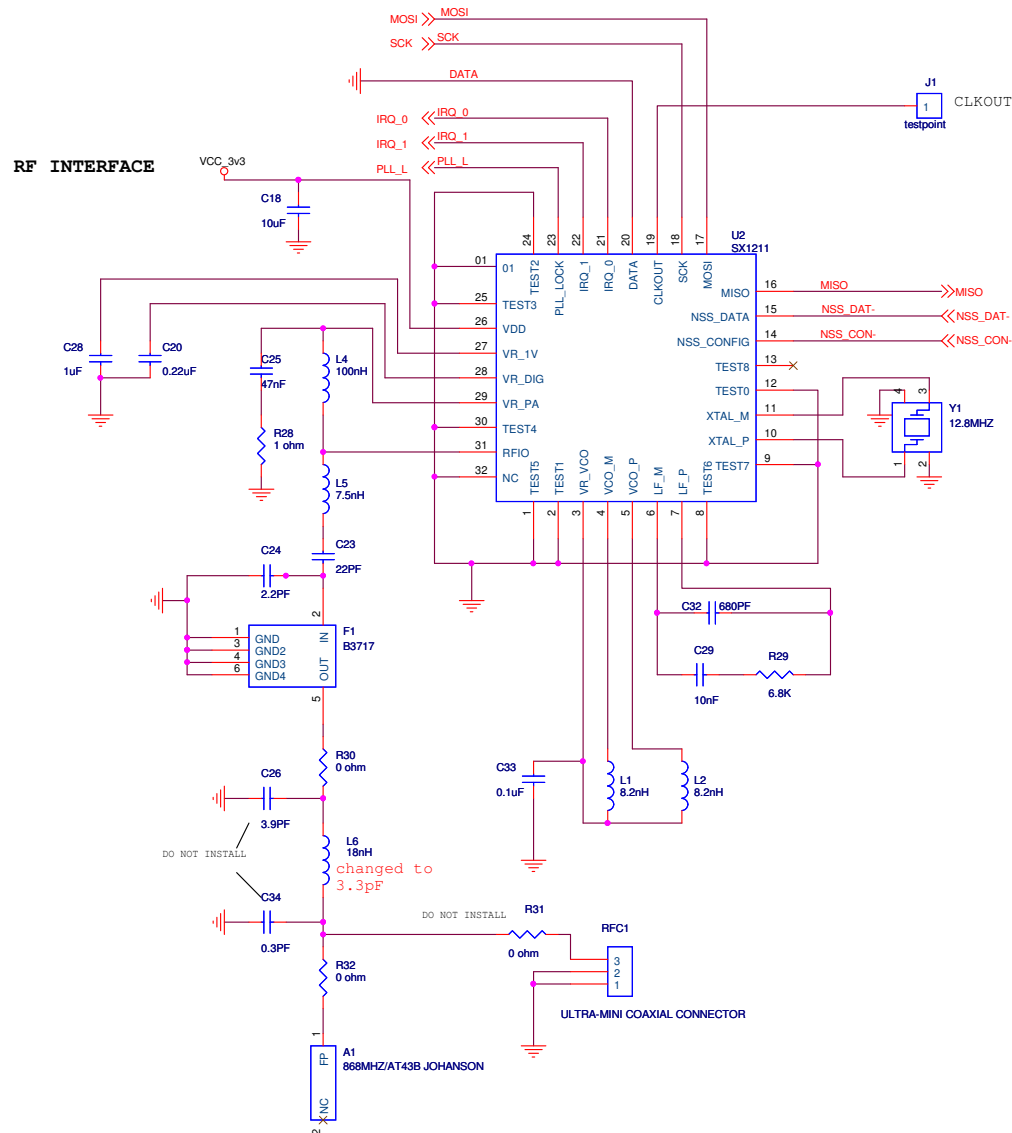 MOSI MOSI
SCK SCK
DATA
J1
1
CLKOUT
testpoint
IRQ_0 IRQ_0
IRQ_1 IRQ_1
PLL_L PLL_L
RF INTERFACE
VCC_3v3
C18
10uF
U2
SX1211
24 23 22 21 20 19 18 17
TEST2 PLL_LOCK IRQ_1 IRQ_0 DATA CLKOUT SCK MOSI
01 01
25 TEST3
26 VDD
27 VR_1V
28 VR_DIG
29 VR_PA
30 TEST4
31 RFIO
32 NC
MISO 16 MISO MISO
NSS_DATA 15 NSS_DAT- NSS_DAT-
NSS_CONFIG 14 NSS_CON- NSS_CON-
TEST8 13
TEST0 12
XTAL_M 11
XTAL_P 10
TEST7 9
TEST5 TEST1 VR_VCO VCO_M VCO_P LF_M LF_P TEST6
1 2 3 4 5 6 7 8
4 3
Y1
12.8MHZ
1 2
C28
1uF
C20
0.22uF
C25
47nF
L4
100nH
R28
1 ohm
L5
7.5nH
C23
22PF
C24
2.2PF
2
F1
B3717
1 GND
3 GND2
4 GND3
6 GND4
IN
OUT
5
C32 680PF
C29
10nF
R29
6.8K
R30
0 ohm
C26
3.9PF
C33
0.1uF
L1
8.2nH
L2
8.2nH
DO NOT INSTALL
L6
18nH
changed to
3.3pF
C34
0.3PF
DO NOT INSTALL
R31
0 ohm
RFC1
3
2
1
ULTRA-MINI COAXIAL CONNECTOR
R32
0 ohm
1
FP
A1
868MHZ/AT43B JOHANSON
NC
2